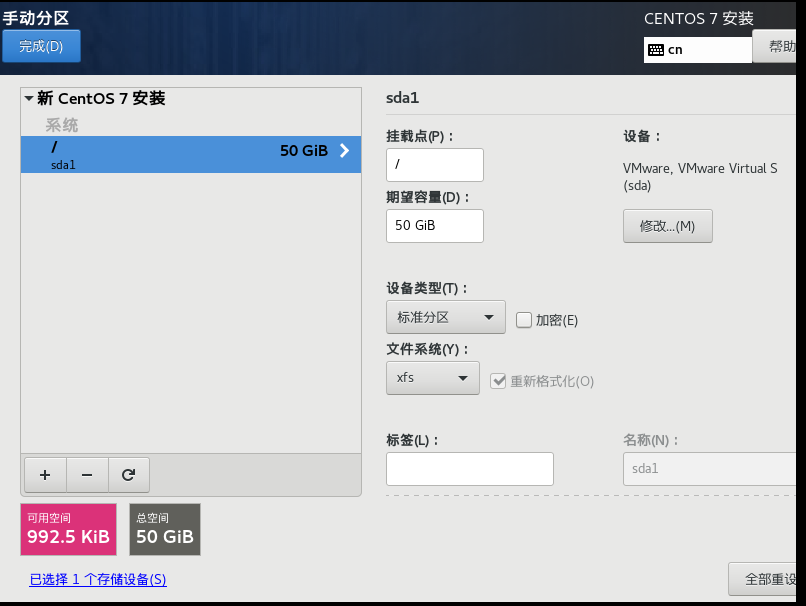 手动分区
CENTOS 7 安装
完成(D)
cn
帮助
新 CentOS 7 安装
系统
/
50 GiB
sda1
sda1
挂载点(P)：
/
期望容量(D)：
50 GiB
设备：
VMware, VMware Virtual S
(sda)
修改...(M)
设备类型(T)：
标准分区
加密(E)
文件系统(Y)：
xfs
重新格式化(O)
标签(L)：
名称(N)：
sda1
+ −
可用空间
992.5 KiB
总空间
50 GiB
已选择 1 个存储设备(S)
全部重设